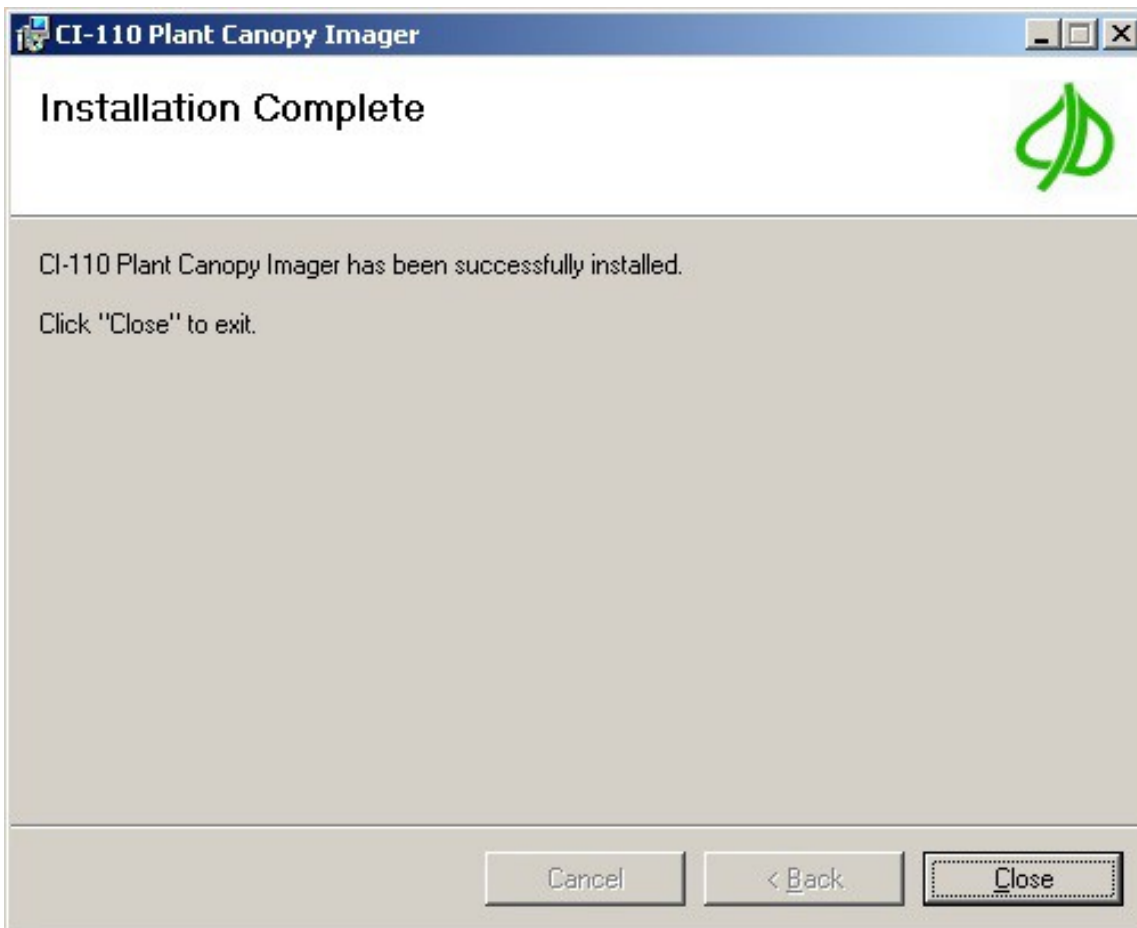 CI-110 Plant Canopy Imager
Installation Complete
CI-110 Plant Canopy Imager has been successfully installed.
Click "Close" to exit.
Cancel
< Back
Close